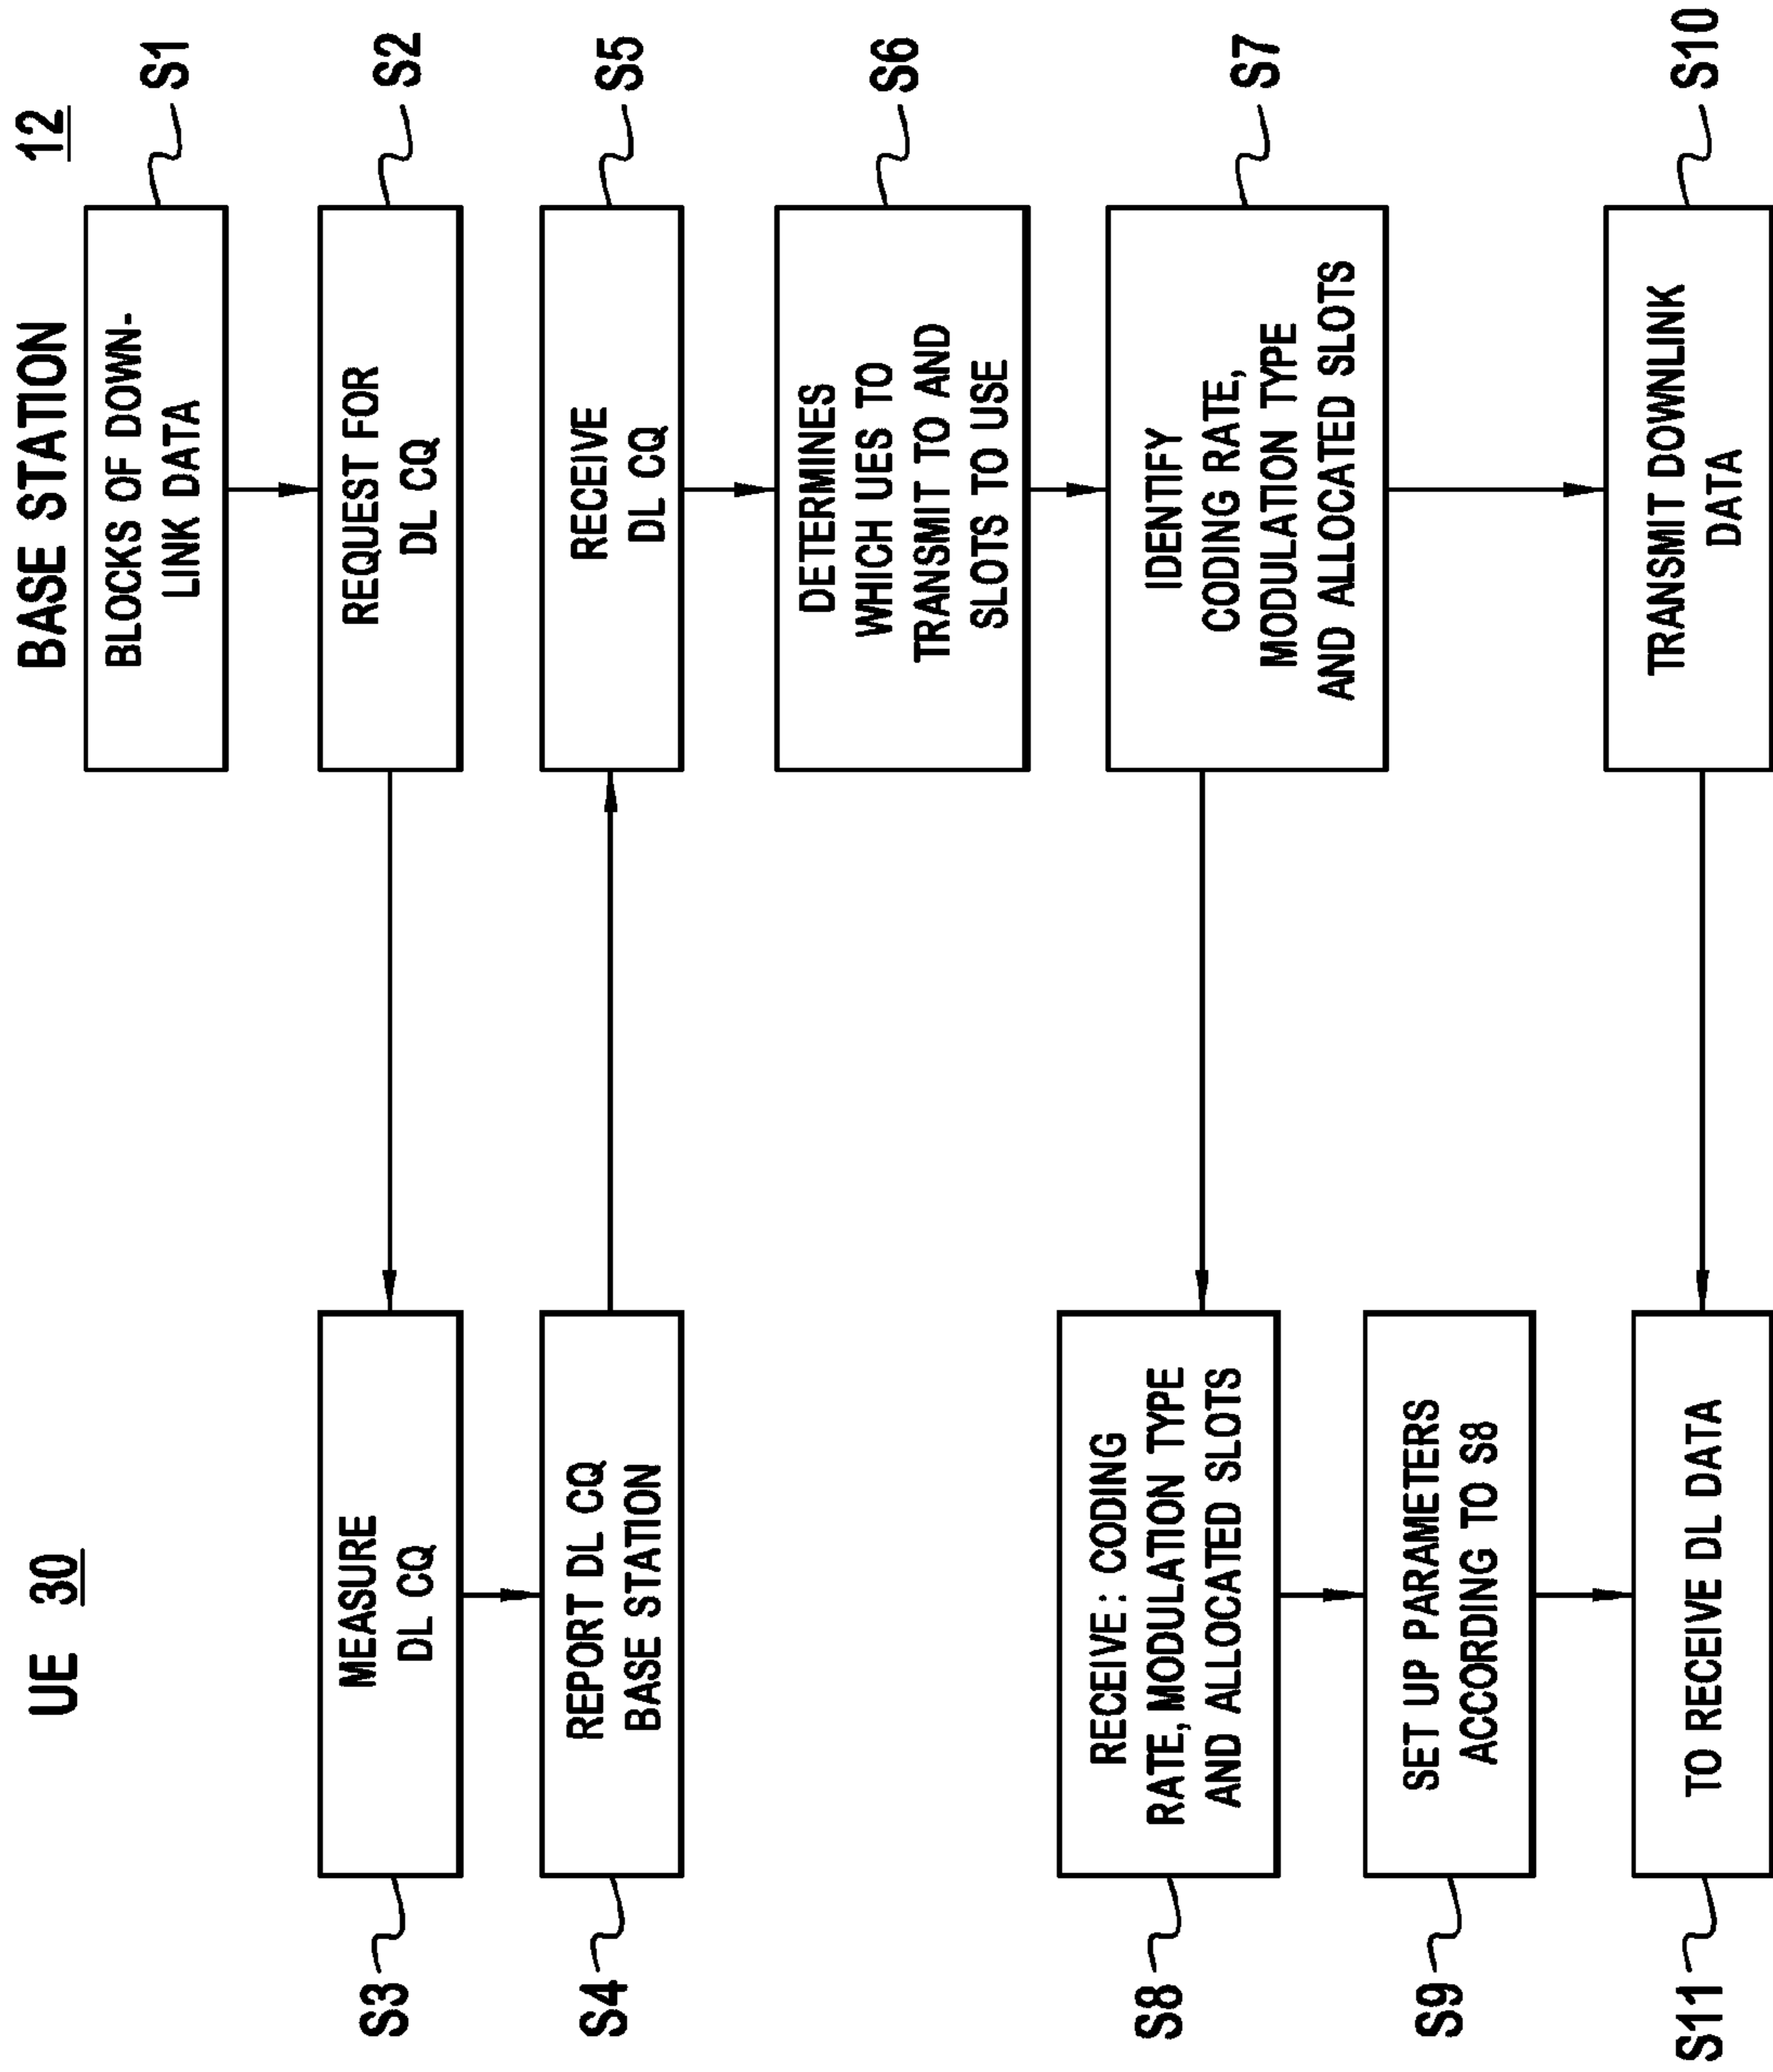 UE 30
BASE STATION 12
BLOCKS OF DOWN-
LINK DATA
S1
REQUEST FOR
DL CQ
S2
S3
MEASURE
DL CQ
S4
REPORT DL CQ
BASE STATION
RECEIVE
DL CQ
S5
DETERMINES
WHICH UES TO
TRANSMIT TO AND
SLOTS TO USE
S6
IDENTIFY
CODING RATE,
MODULATION TYPE
AND ALLOCATED SLOTS
S7
S8
RECEIVE: CODING
RATE, MODULATION TYPE
AND ALLOCATED SLOTS
S9
SET UP PARAMETERS
ACCORDING TO S8
TRANSMIT DOWNLINK
DATA
S10
S11
TO RECEIVE DL DATA